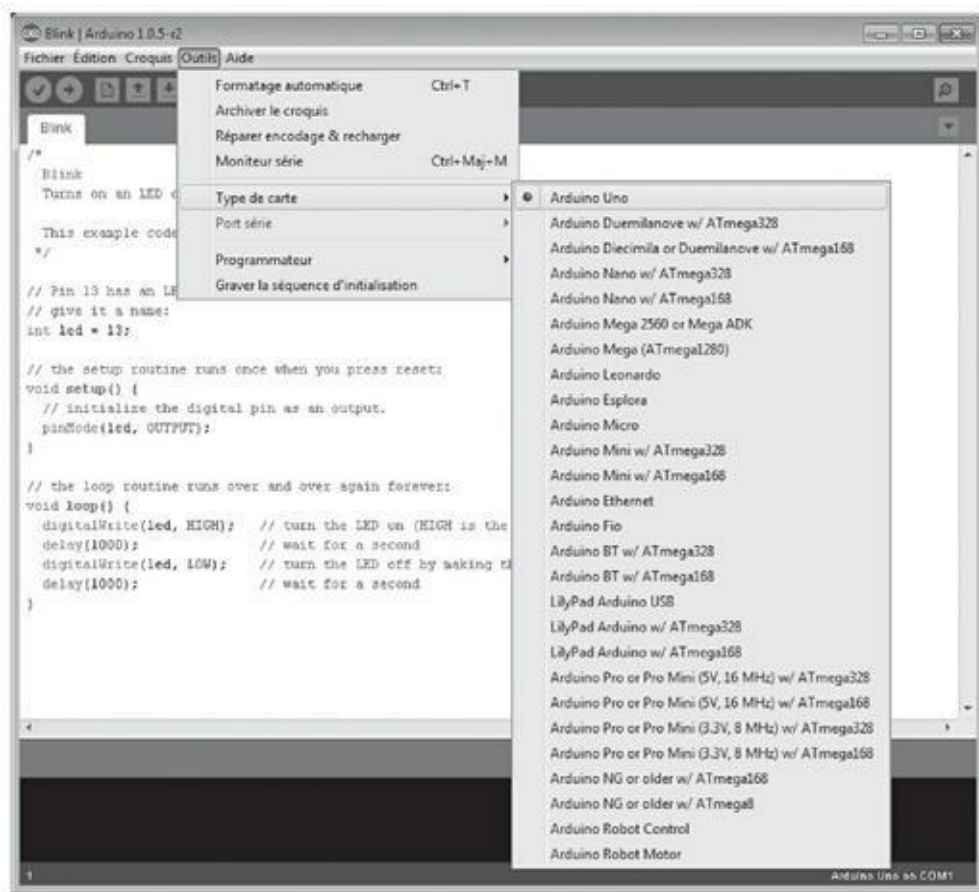 Blink | Arduino 1.0.5-r2
Fichier Édition Croquis Outils Aide
Formatage automatique Ctrl+T
Archiver le croquis
Réparer encodage & recharger
Moniteur série Ctrl+Maj+M
Type de carte
Port série
Programmateur
Graver la séquence d'initialisation
Arduino Uno
Arduino Duemilanove w/ ATmega328
Arduino Diecimila or Duemilanove w/ ATmega168
Arduino Nano w/ ATmega328
Arduino Nano w/ ATmega168
Arduino Mega 2560 or Mega ADK
Arduino Mega (ATmega1280)
Arduino Leonardo
Arduino Esplora
Arduino Micro
Arduino Mini w/ ATmega328
Arduino Mini w/ ATmega168
Arduino Ethernet
Arduino Fio
Arduino BT w/ ATmega328
Arduino BT w/ ATmega168
LilyPad Arduino USB
LilyPad Arduino w/ ATmega328
LilyPad Arduino w/ ATmega168
Arduino Pro or Pro Mini (5V, 16 MHz) w/ ATmega328
Arduino Pro or Pro Mini (5V, 16 MHz) w/ ATmega168
Arduino Pro or Pro Mini (3.3V, 8 MHz) w/ ATmega328
Arduino Pro or Pro Mini (3.3V, 8 MHz) w/ ATmega168
Arduino NG or older w/ ATmega168
Arduino NG or older w/ ATmega8
Arduino Robot Control
Arduino Robot Motor
Blink
/*
Blink
Turns on an LED
This example code
*/
// Pin 13 has an
// give it a name:
int led = 13;
// the setup routine runs once when you press reset:
void setup() {
// initialize the digital pin as an output.
pinMode(led, OUTPUT);
}
// the loop routine runs over and over again forever:
void loop() {
digitalWrite(led, HIGH); // turn the LED on (HIGH is the
delay(1000); // wait for a second
digitalWrite(led, LOW); // turn the LED off by making
delay(1000); // wait for a second
}
1
Arduino Uno on COM1